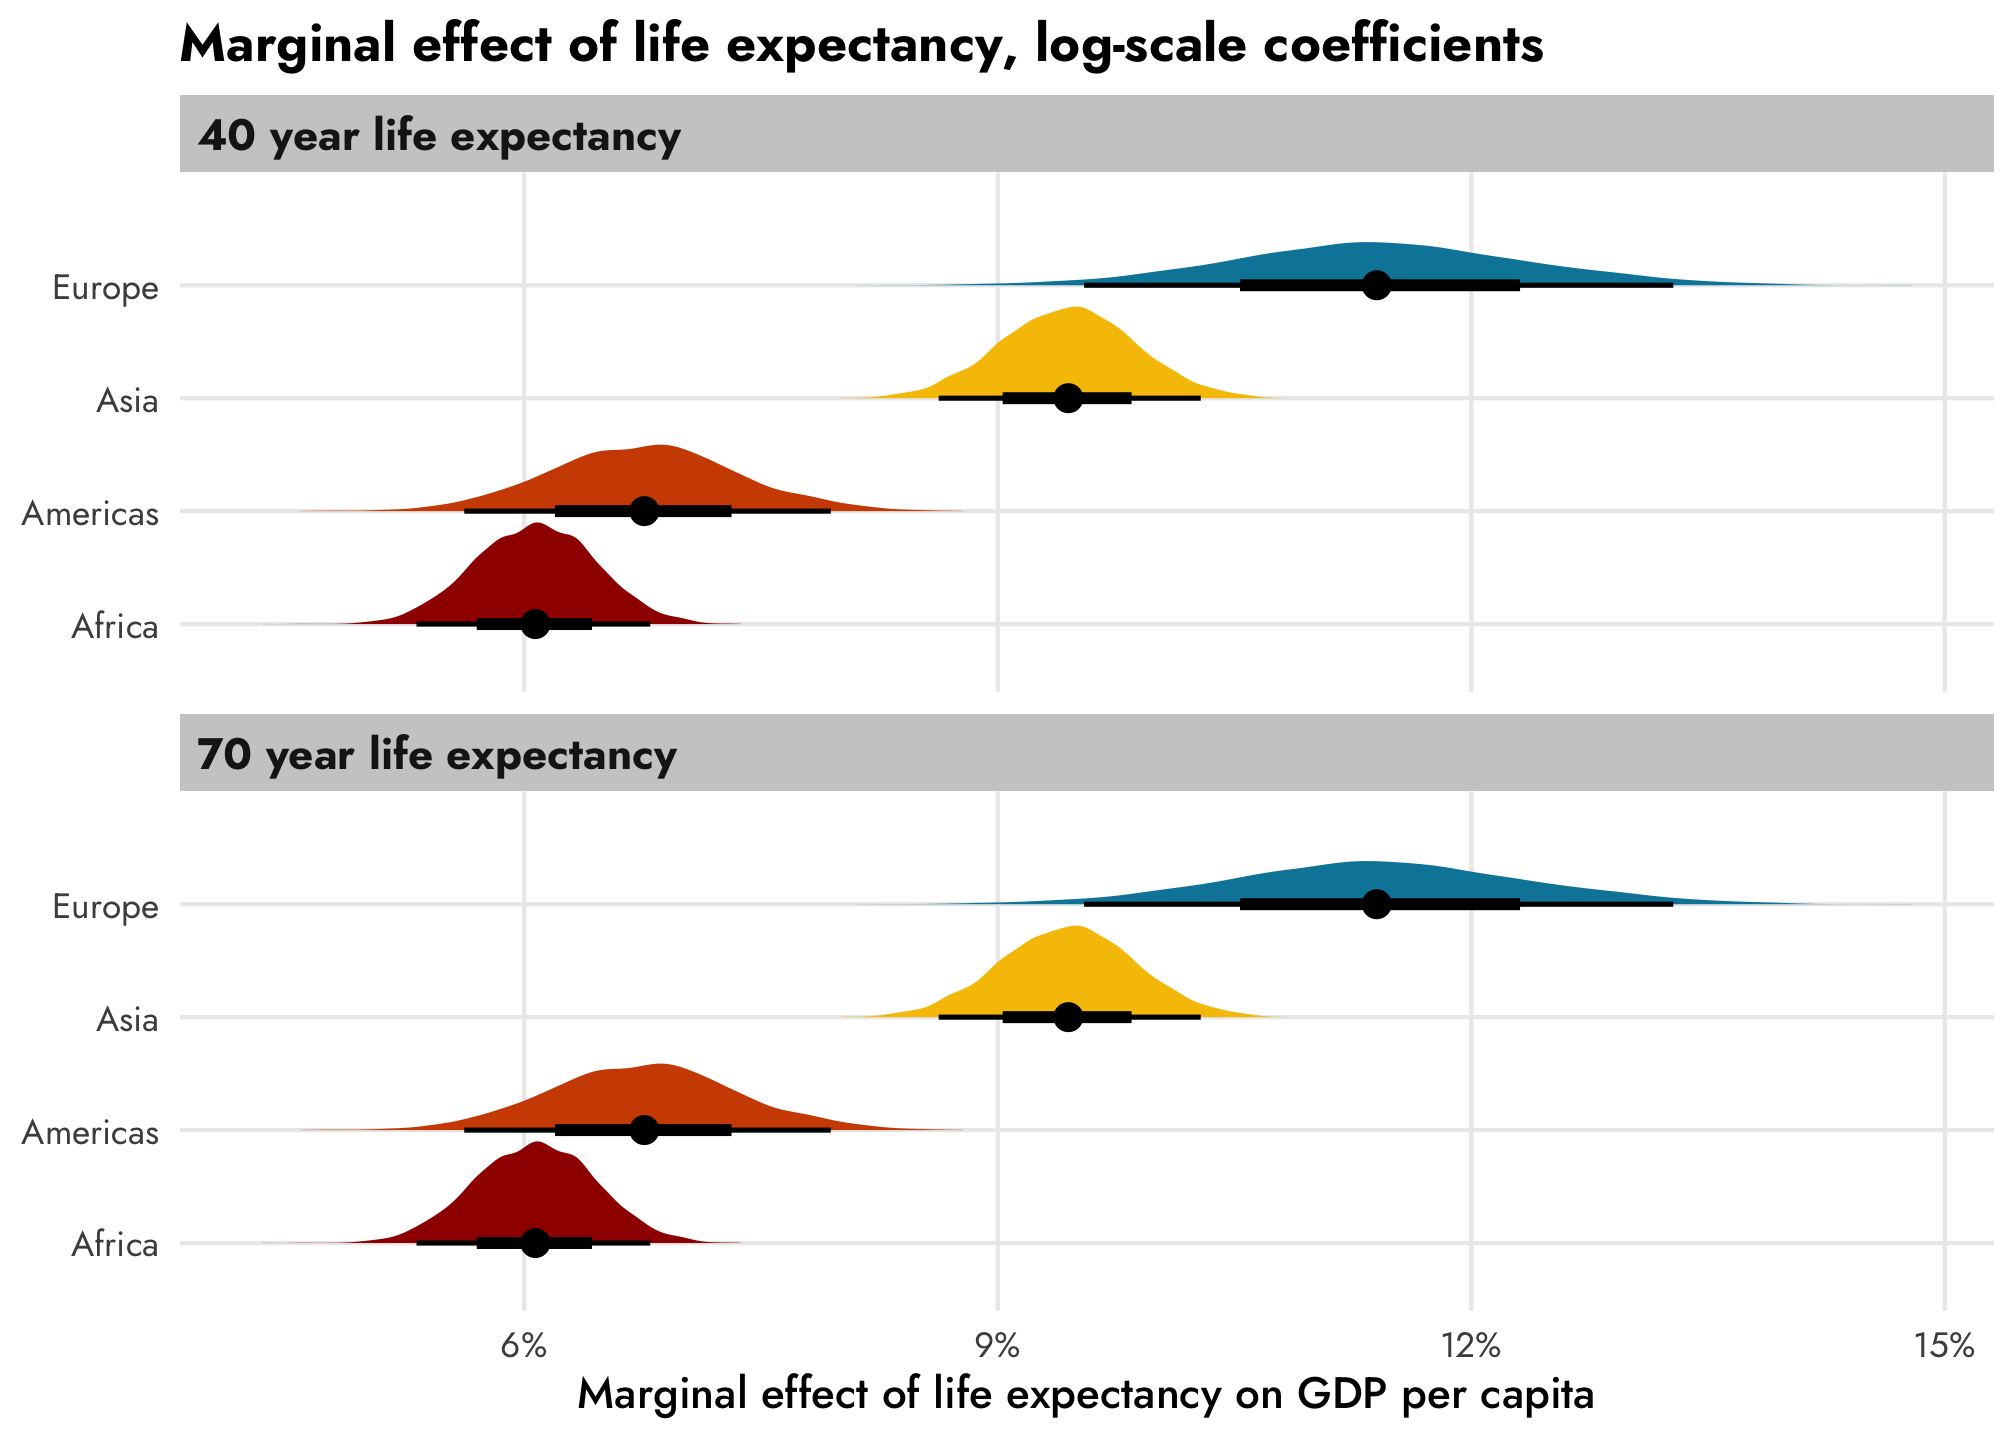 Marginal effect of life expectancy, log-scale coefficients
40 year life expectancy
Europe
Asia
Americas
Africa
70 year life expectancy
Europe
Asia
Americas
Africa
6% 9% 12% 15%
Marginal effect of life expectancy on GDP per capita